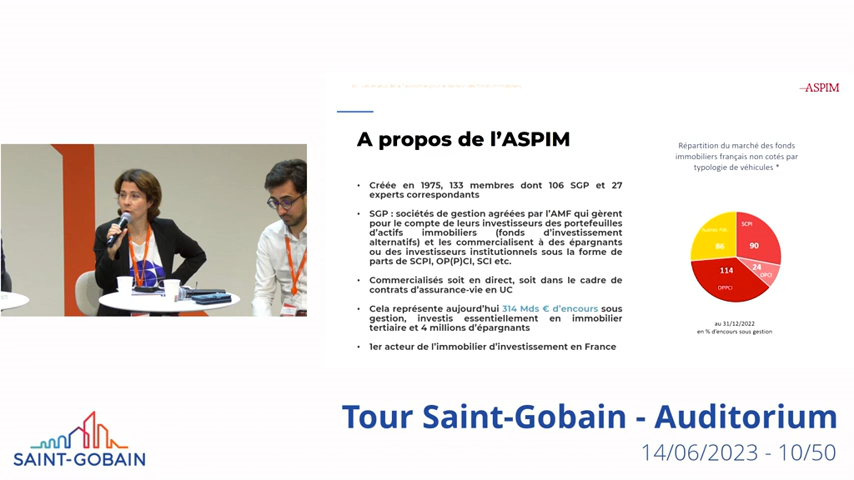 ASPIM
A propos de l'ASPIM
Répartition du marché des fonds
immobiliers français non cotés par
typologie de véhicules *
• Créée en 1975, 133 membres dont 106 SGP et 27
experts correspondants
• SGP : sociétés de gestion agréées par l'AMF qui gèrent
pour le compte de leurs investisseurs des portefeuilles
d'actifs immobiliers (fonds d'investissement
alternatifs) et les commercialisent à des épargnants
ou des investisseurs institutionnels sous la forme de
parts de SCPI, OP(P)CI, SCI etc.
• Commercialisés soit en direct, soit dans le cadre de
contrats d'assurance-vie en UC
• Cela représente aujourd'hui 314 Mds € d'encours sous
gestion, investis essentiellement en immobilier
tertiaire et 4 millions d'épargnants
• 1er acteur de l'immobilier d'investissement en France
SCPI
90
24
OPCI
114
OPPCI
86
au 31/12/2022
en % d'encours sous gestion
SAINT-GOBAIN
Tour Saint-Gobain - Auditorium
14/06/2023 - 10/50